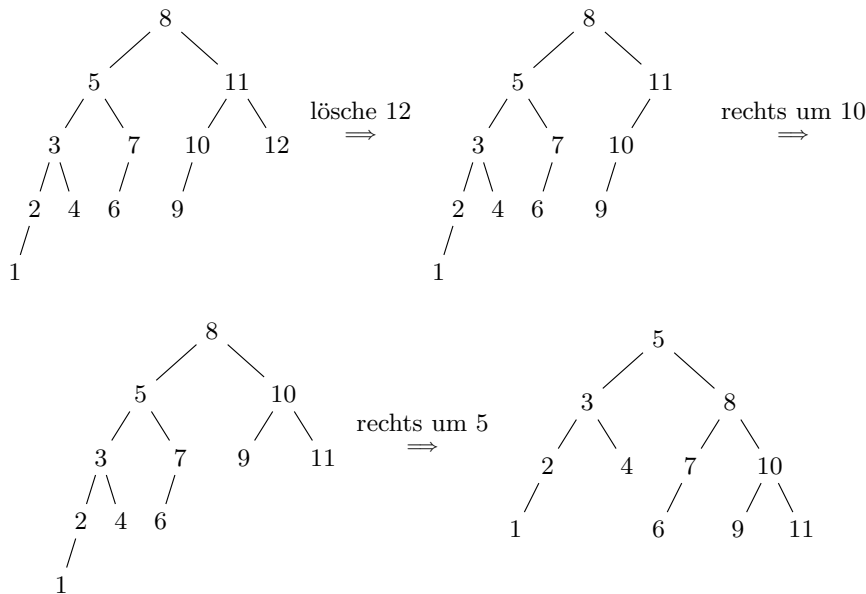 8 8
5 11 lösche 12 5 11 rechts um 10
⟹ ⟹
3 7 10 12 3 7 10
2 4 6 9 2 4 6 9
1 1
8 5
5 10 rechts um 5 3 8
⟹
3 7 9 11 2 4 7 10
2 4 6 1 6 9 11
1